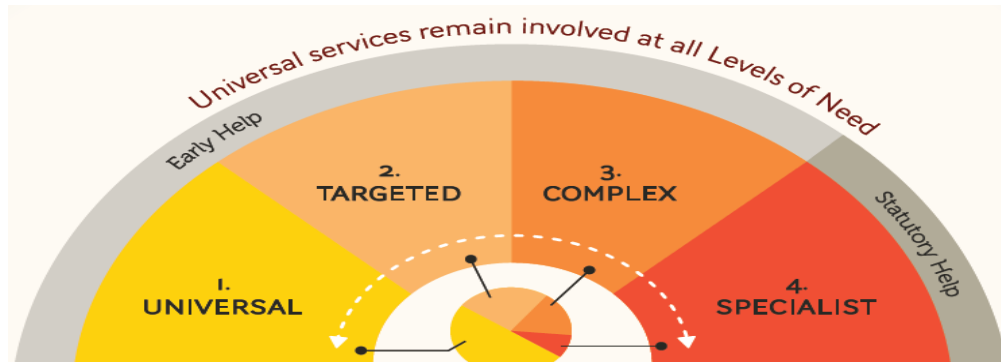 Universal services remain involved at all Levels of Need
Early Help
2.
TARGETED
3.
COMPLEX
Statutory Help
1.
UNIVERSAL
4.
SPECIALIST